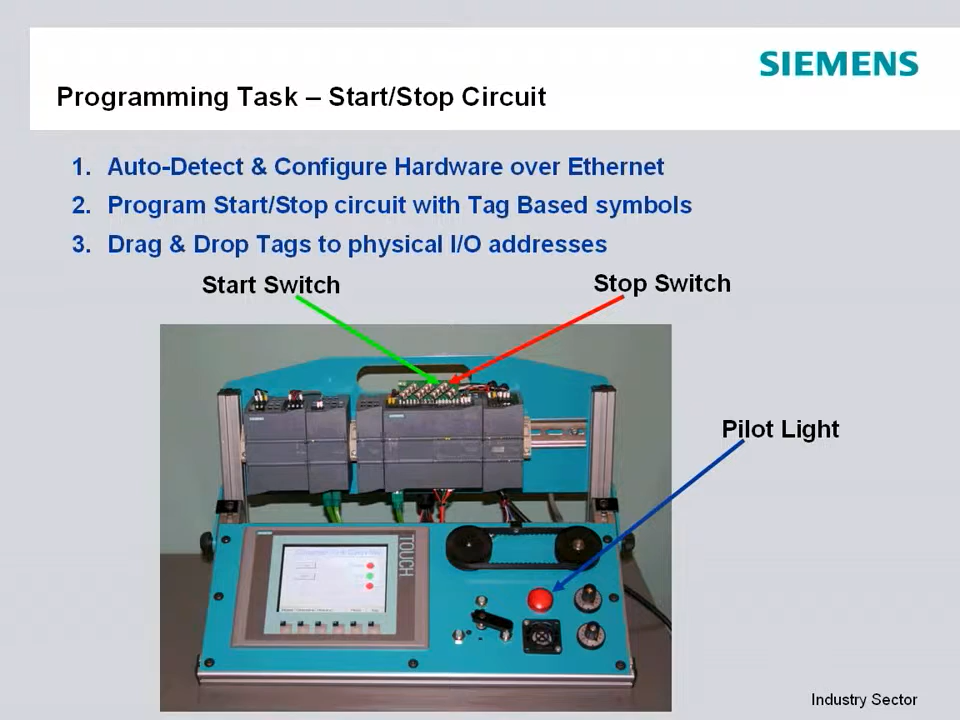 SIEMENS
Programming Task – Start/Stop Circuit
1. Auto-Detect & Configure Hardware over Ethernet
2. Program Start/Stop circuit with Tag Based symbols
3. Drag & Drop Tags to physical I/O addresses
Start Switch
Stop Switch
Pilot Light
TOUCH
Industry Sector